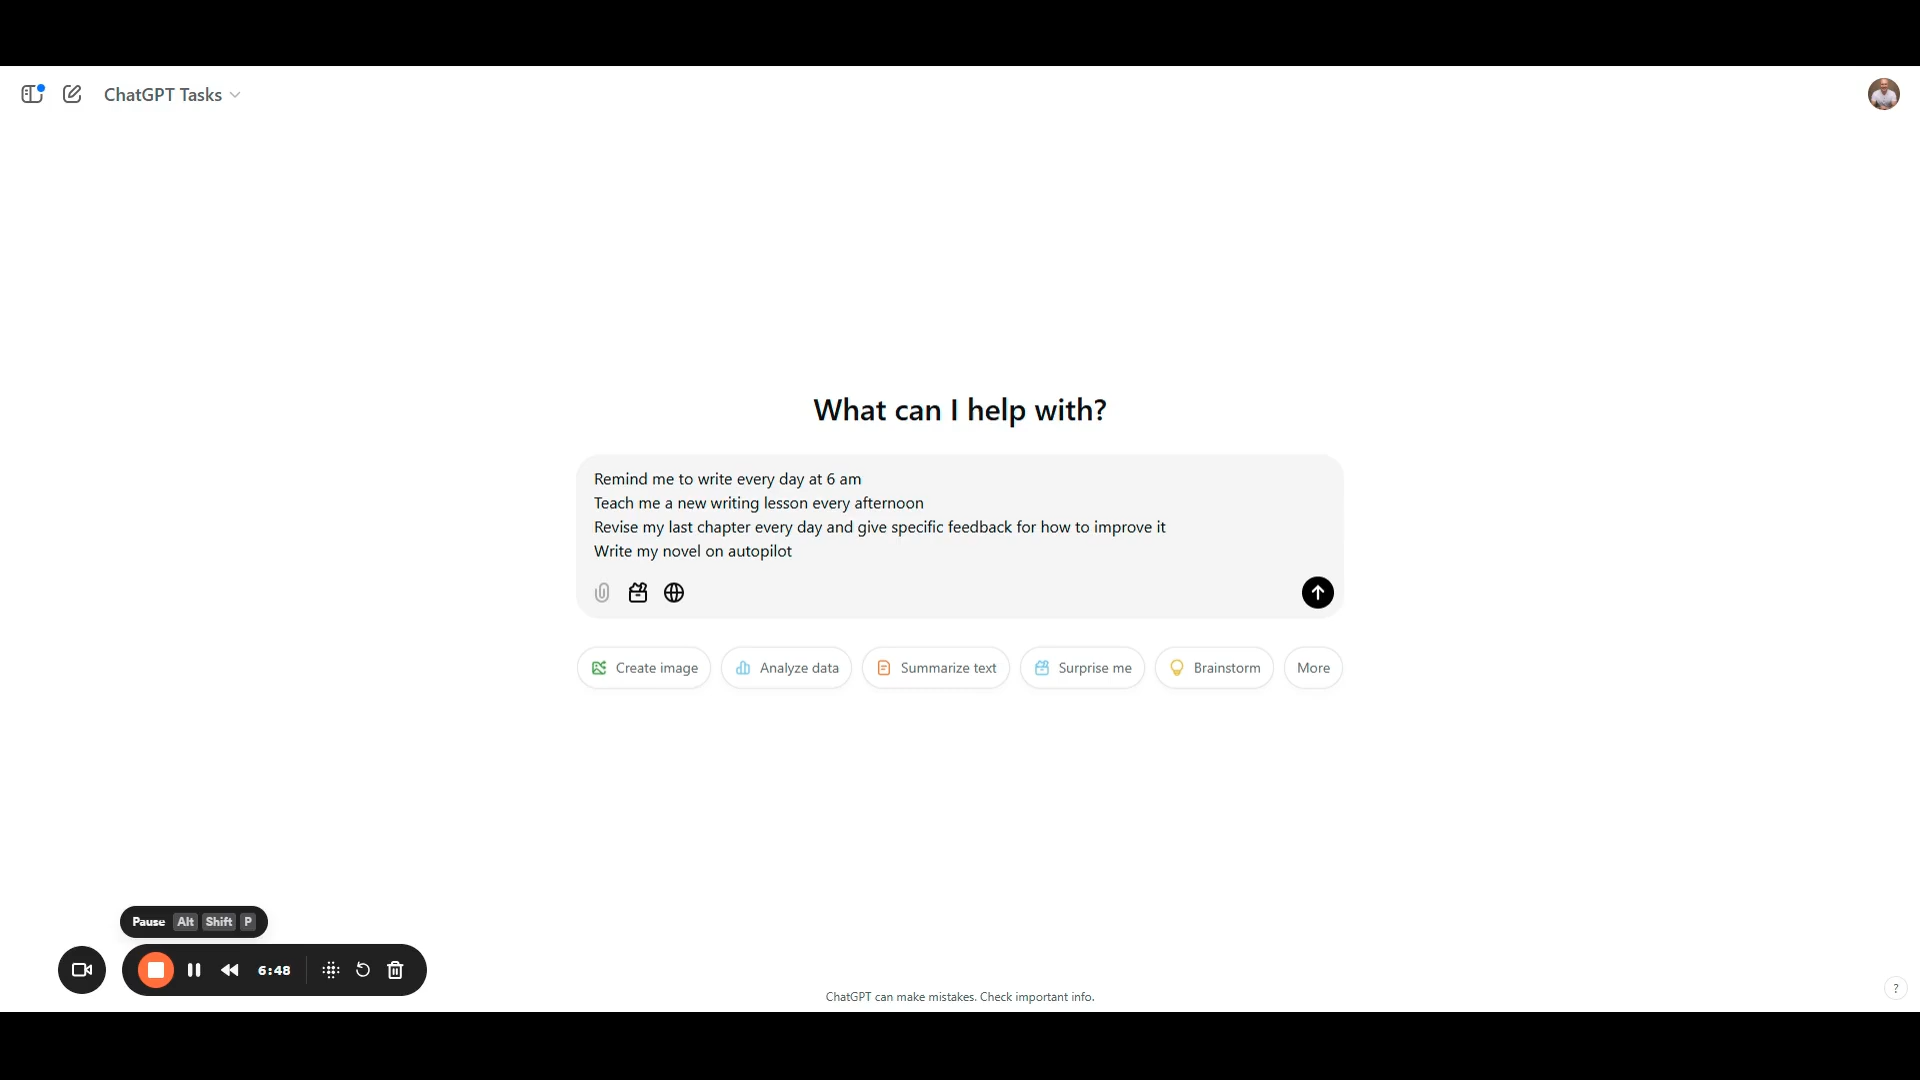 ChatGPT Tasks
What can I help with?
Remind me to write every day at 6 am
Teach me a new writing lesson every afternoon
Revise my last chapter every day and give specific feedback for how to improve it
Write my novel on autopilot
Create image
Analyze data
Summarize text
Surprise me
Brainstorm
More
Pause Alt Shift P
6:48
ChatGPT can make mistakes. Check important info.
?